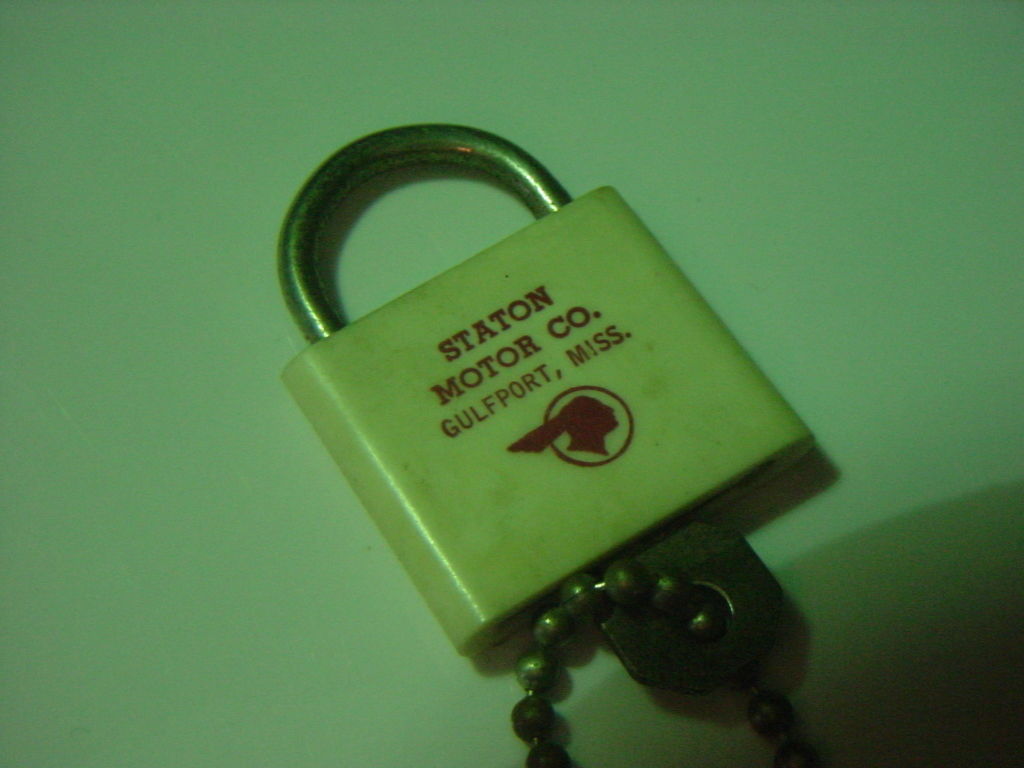 STATON
MOTOR CO.
GULFPORT, MISS.